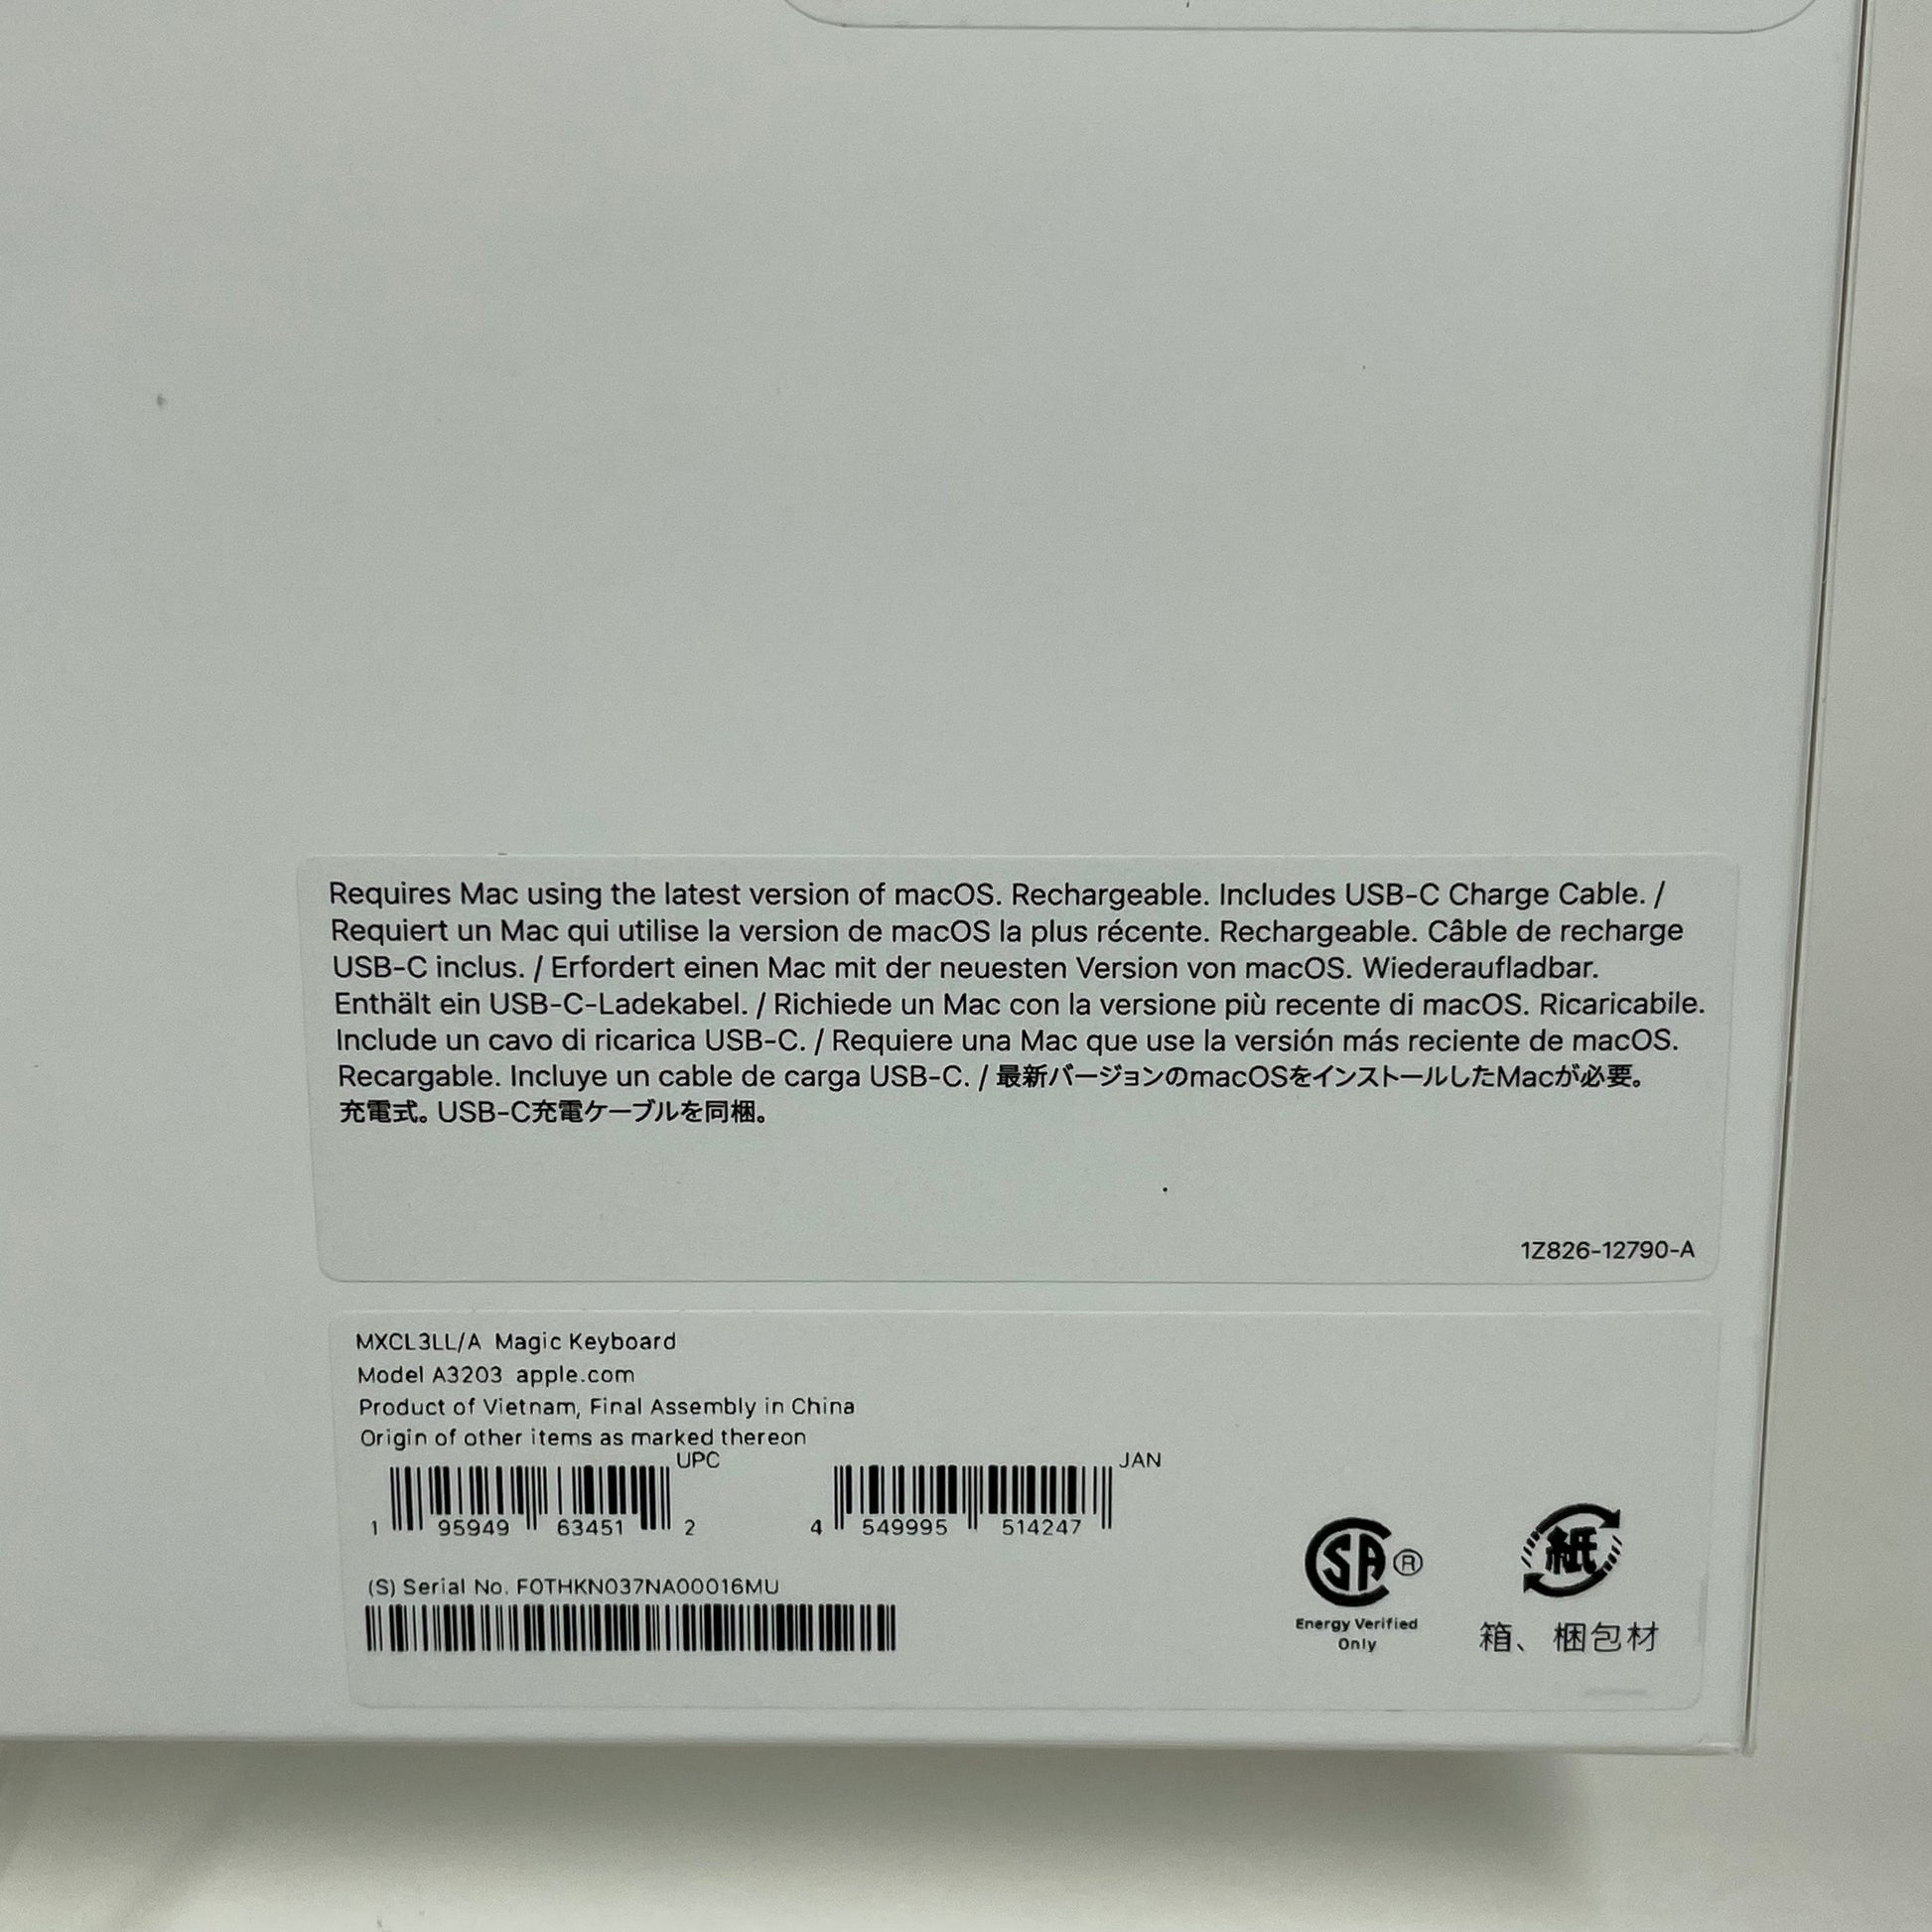 Requires Mac using the latest version of macOS. Rechargeable. Includes USB-C Charge Cable. /
Requiert un Mac qui utilise la version de macOS la plus récente. Rechargeable. Câble de recharge
USB-C inclus. / Erfordert einen Mac mit der neuesten Version von macOS. Wiederaufladbar.
Enthält ein USB-C-Ladekabel. / Richiede un Mac con la versione più recente di macOS. Ricaricabile.
Include un cavo di ricarica USB-C. / Requiere una Mac que use la versión más reciente de macOS.
Recargable. Incluye un cable de carga USB-C. / 最新バージョンのmacOSをインストールしたMacが必要。
充電式。USB-C充電ケーブルを同梱。
1Z826-12790-A
MXCL3LL/A Magic Keyboard
Model A3203 apple.com
Product of Vietnam, Final Assembly in China
Origin of other items as marked thereon
UPC
1 95949 63451 2
JAN
4 549995 514247
(S) Serial No. F0THKN037NA00016MU
SA ®
Energy Verified
Only
紙
箱、梱包材